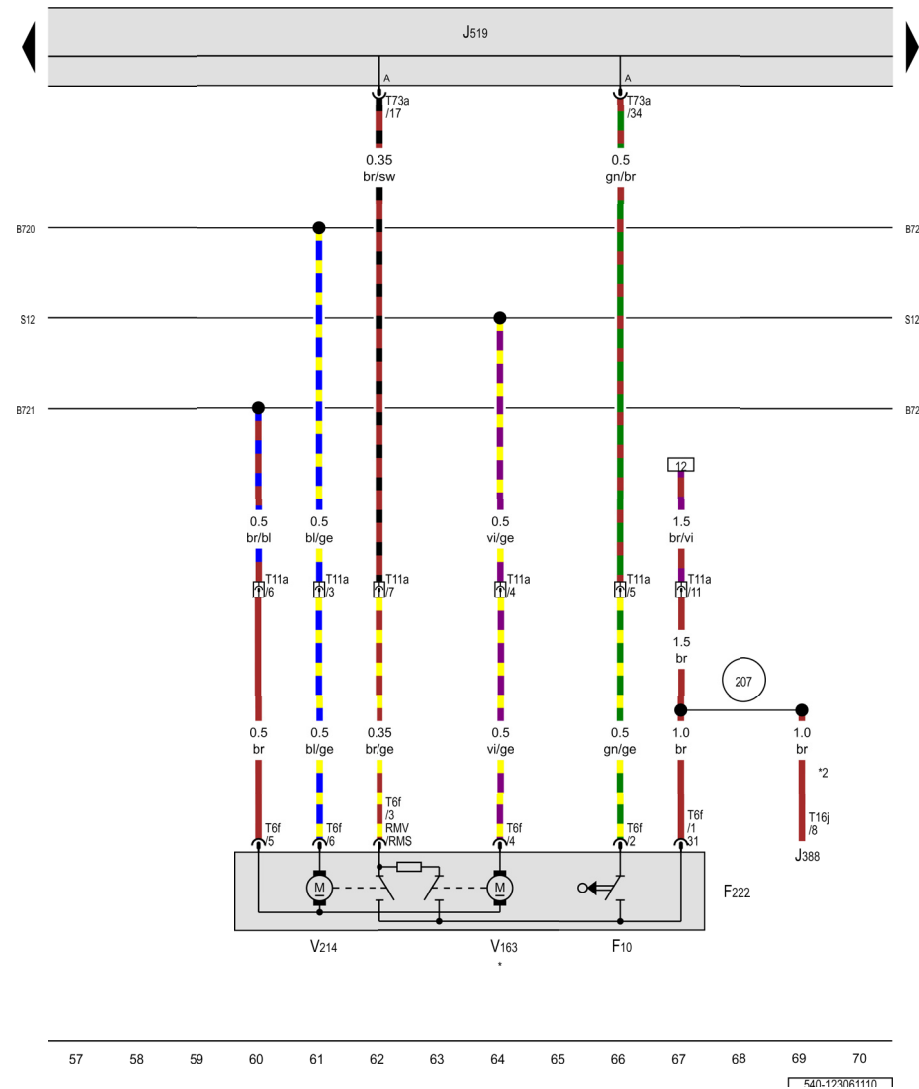 J519
A
A
T73a
/17
T73a
/34
0.35
br/sw
0.5
gn/br
B720
B72
S12
S12
B721
B72
12
0.5
br/bl
0.5
bl/ge
0.5
vi/ge
1.5
br/vi
T11a
/6
T11a
/3
T11a
/7
T11a
/4
T11a
/5
T11a
/11
1.5
br
207
0.5
br
0.5
bl/ge
0.35
br/ge
0.5
vi/ge
0.5
gn/ge
1.0
br
1.0
br
*2
T6f
/5
T6f
/6
T6f
/3
RMV
/RMS
T6f
/4
T6f
/2
T6f
/1
31
T16j
/8
J388
M
M
F222
V214
V163
*
F10
57 58 59 60 61 62 63 64 65 66 67 68 69 70
540-123061110